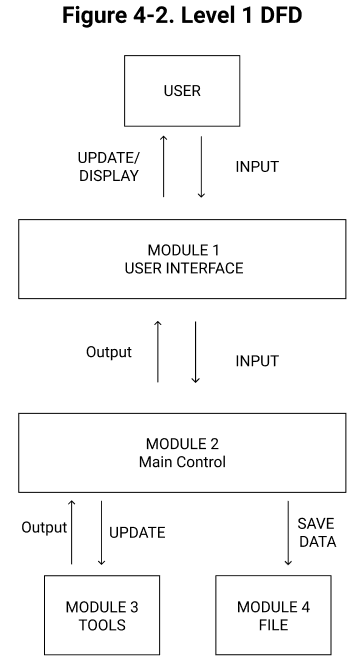 Figure 4-2. Level 1 DFD
USER
UPDATE/
DISPLAY
INPUT
MODULE 1
USER INTERFACE
Output
INPUT
MODULE 2
Main Control
Output
UPDATE
SAVE
DATA
MODULE 3
TOOLS
MODULE 4
FILE